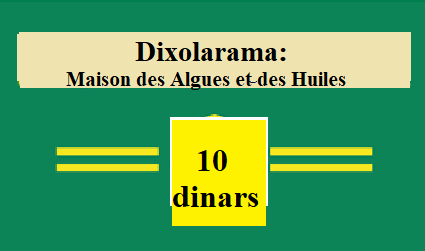 Dixolarama:
Maison des Algues et des Huiles
10
dinars